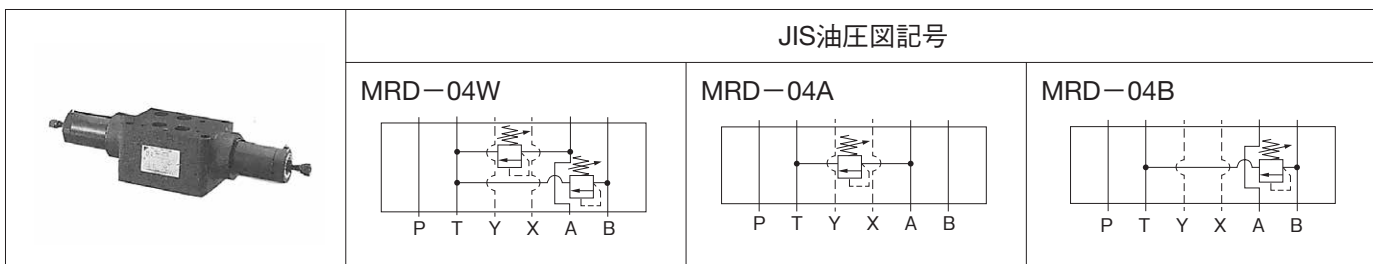 JIS油圧図記号
MRD－04W
P T Y X A B
MRD－04A
P T Y X A B
MRD－04B
P T Y X A B